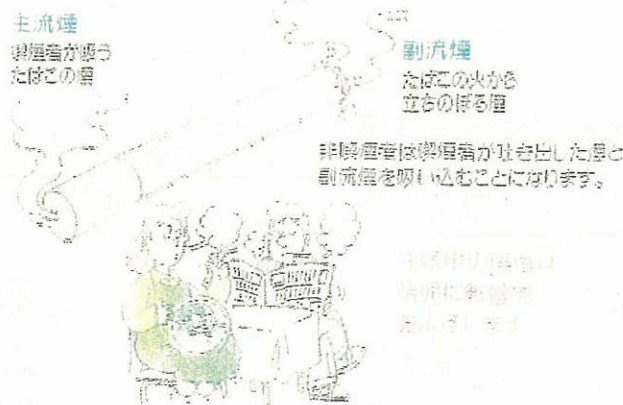 主流煙
喫煙者が吸う
たばこの煙
副流煙
たばこの火から
立ちのぼる煙
非喫煙者は喫煙者が吐き出した煙と
副流煙を吸い込むことになります。